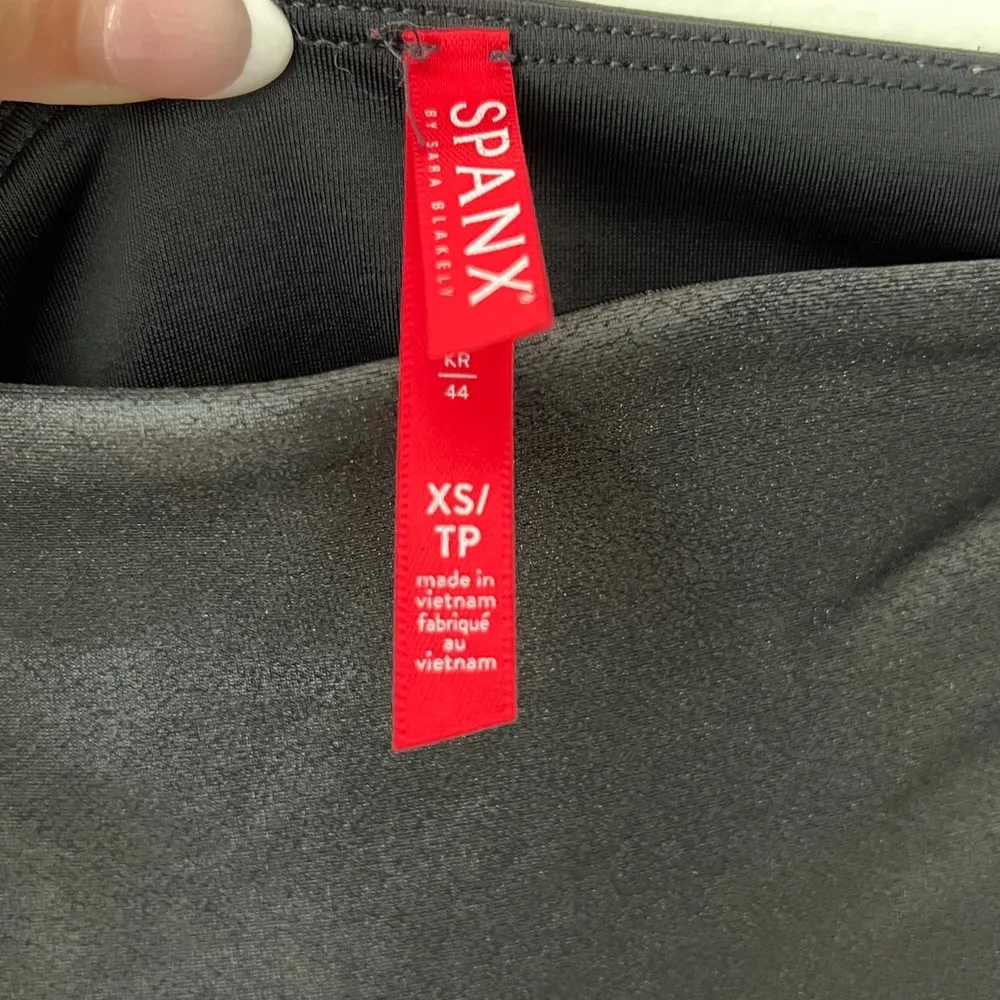 SPANX®
BY SARA BLAKELY
KR
44
XS/
TP
made in
vietnam
fabriqué
au
vietnam